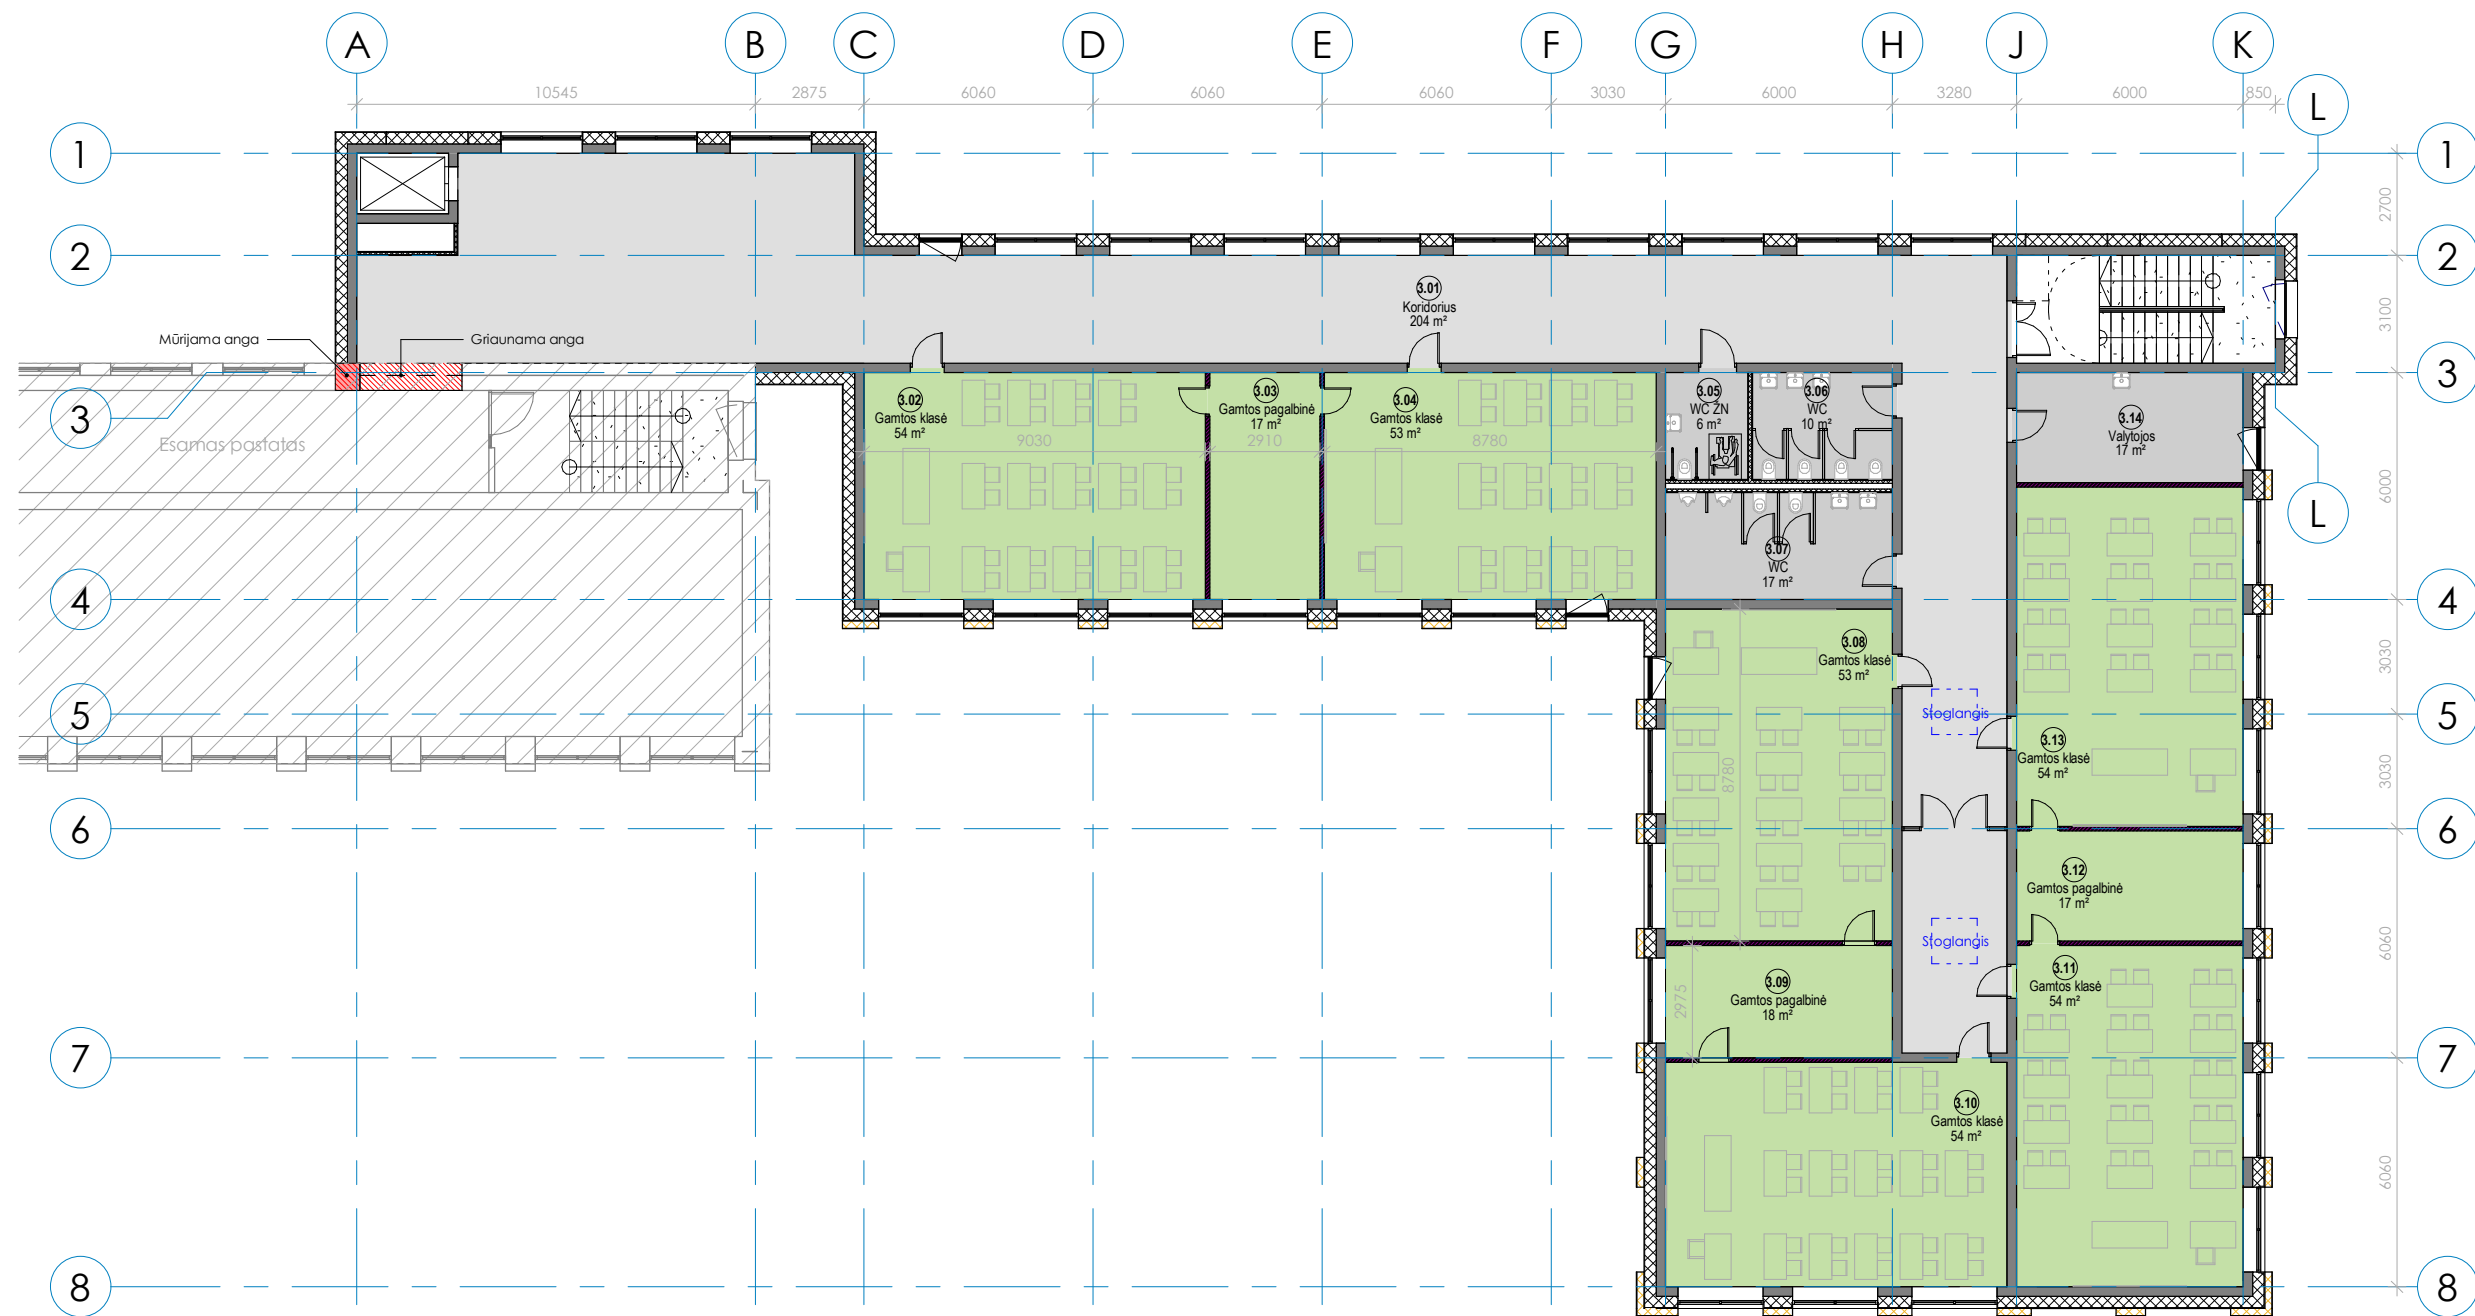 A B C D E F G H J K
10545 2875 6060 6060 6060 3030 6000 3280 6000 850
L
1 1
2700
2 2
3.01
Koridorius
204 m²
3100
Mūrijama anga Griaunama anga
3 3
3.02
Gamtos klasė
54 m²
3.03
Gamtos pagalbinė
17 m²
3.04
Gamtos klasė
53 m²
3.05
WC ŽN
6 m²
3.06
WC
10 m²
3.14
Valytojos
17 m²
Esamas pastatas
9030 2910 8780
6000
L
3.07
WC
17 m²
4 4
3.08
Gamtos klasė
53 m²
3030
5 Stoglangis 5
3.13
Gamtos klasė
54 m²
8780
3030
6 6
3.12
Gamtos pagalbinė
17 m²
Stoglangis
6060
3.11
Gamtos klasė
54 m²
3.09
Gamtos pagalbinė
18 m²
2975
7 7
3.10
Gamtos klasė
54 m²
6060
8 8